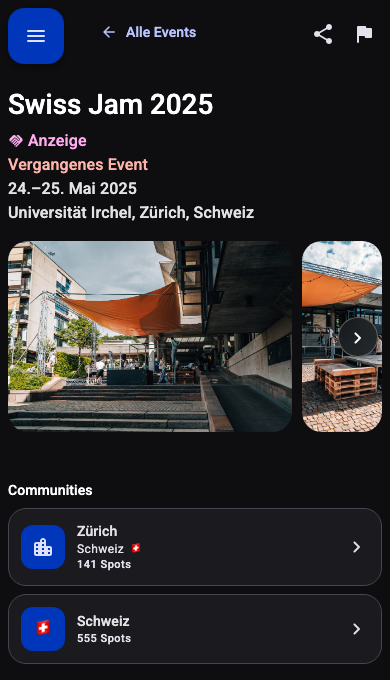 Alle Events
Swiss Jam 2025
Anzeige
Vergangenes Event
24.–25. Mai 2025
Universität Irchel, Zürich, Schweiz
Communities
Zürich
Schweiz
141 Spots
Schweiz
555 Spots